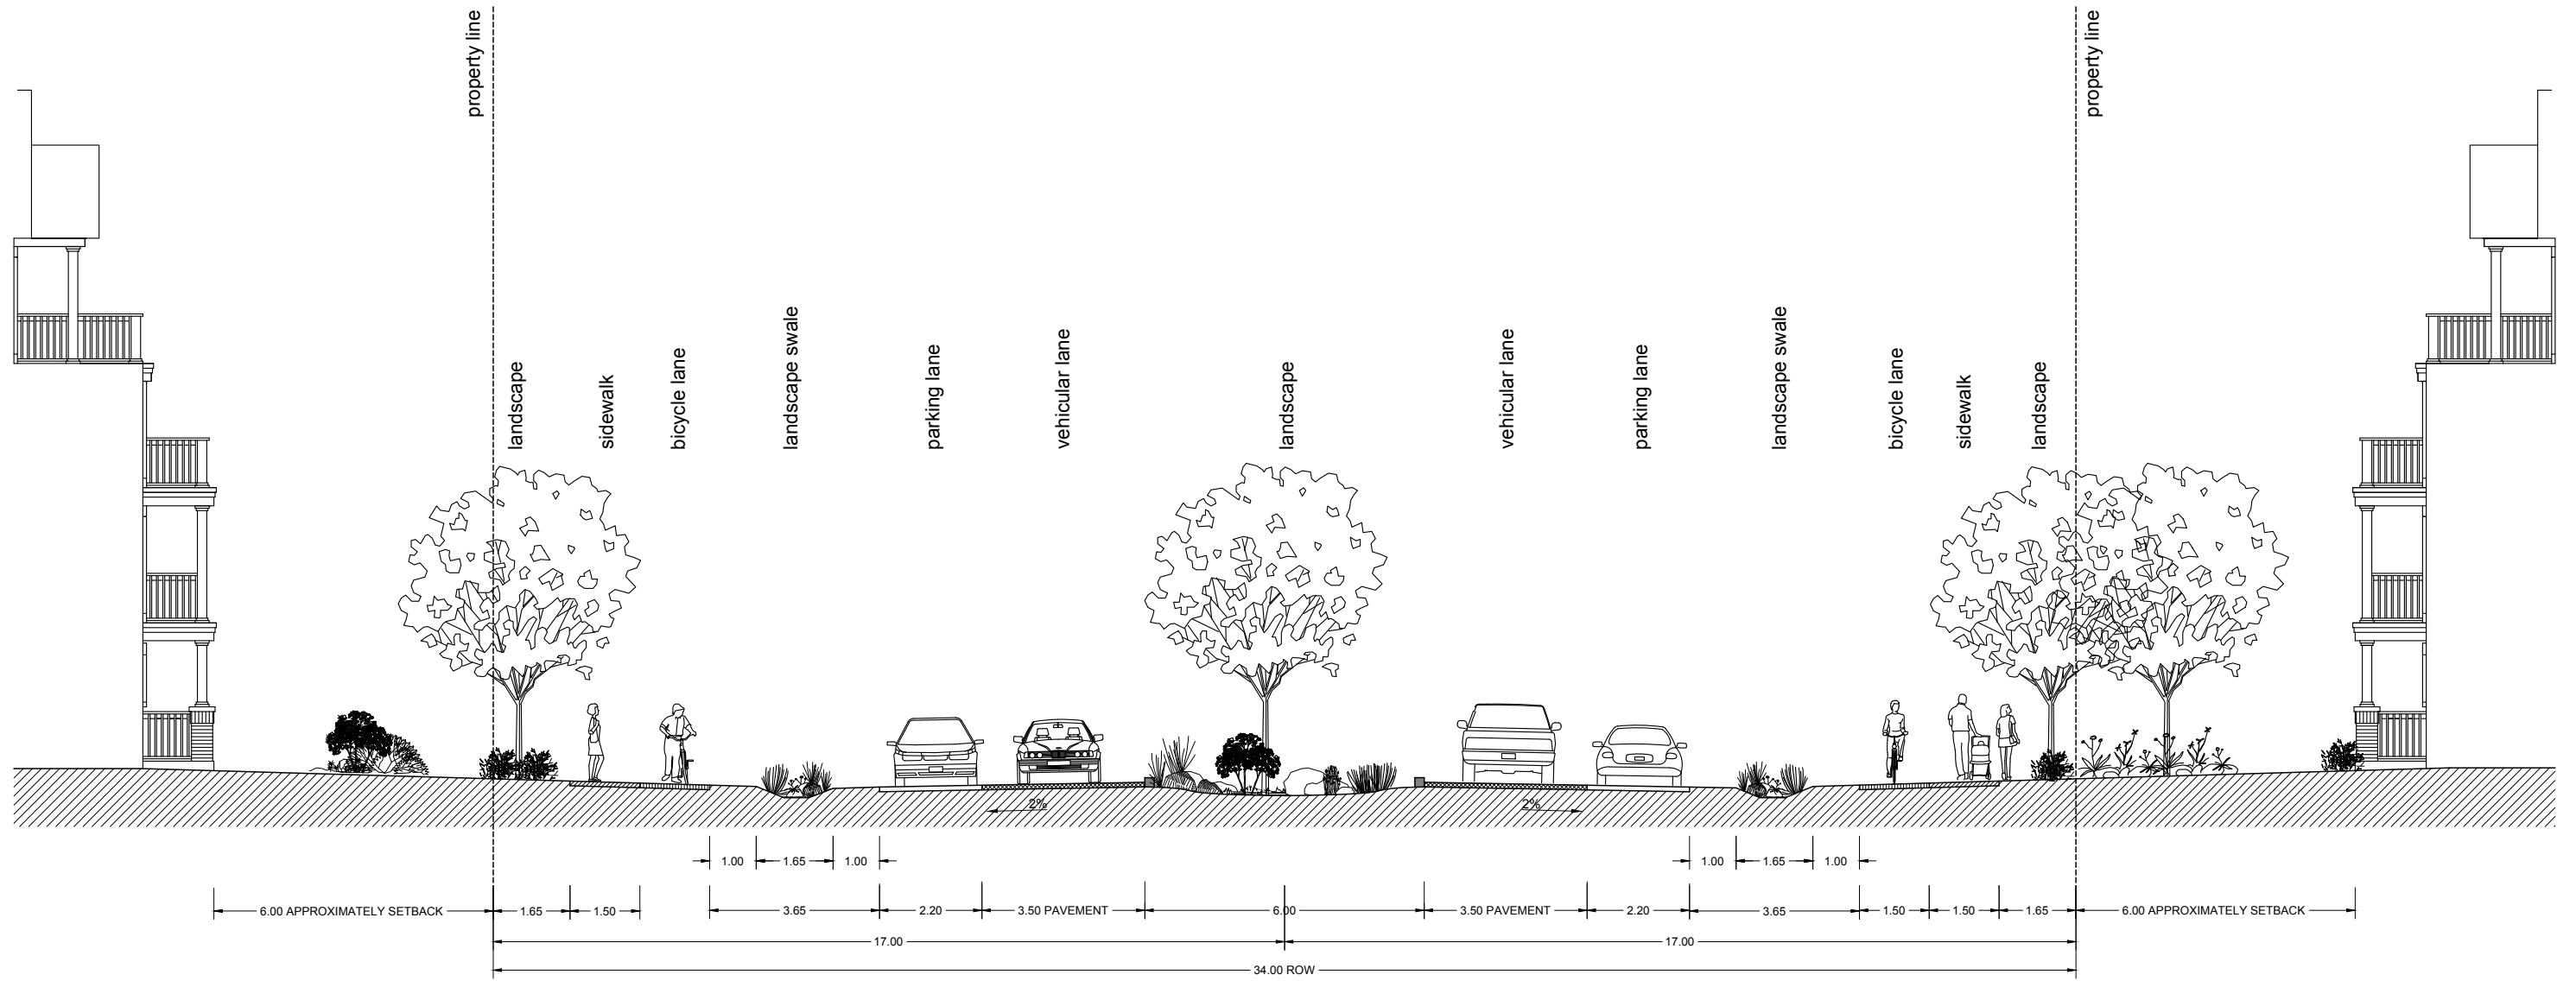 property line
property line
landscape
sidewalk
bicycle lane
landscape swale
parking lane
vehicular lane
landscape
vehicular lane
parking lane
landscape swale
bicycle lane
sidewalk
landscape
2%
2%
1.00
1.65
1.00
1.00
1.65
1.00
6.00 APPROXIMATELY SETBACK
1.65
1.50
3.65
2.20
3.50 PAVEMENT
6.00
3.50 PAVEMENT
2.20
3.65
1.50
1.50
1.65
6.00 APPROXIMATELY SETBACK
17.00
17.00
34.00 ROW